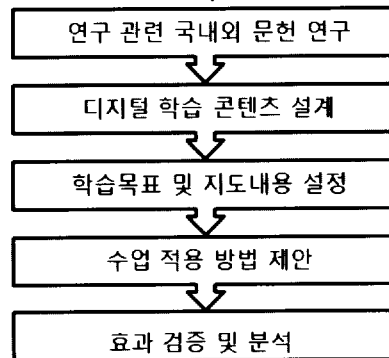 연구 관련 국내외 문헌 연구
디지털 학습 콘텐츠 설계
학습목표 및 지도내용 설정
수업 적용 방법 제안
효과 검증 및 분석